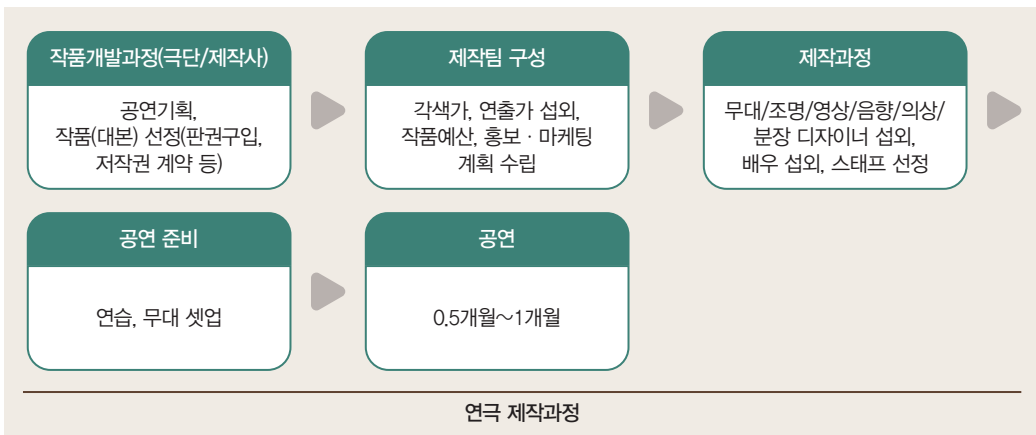 작품개발과정(극단/제작사)
공연기획,
작품(대본) 선정(판권구입,
저작권 계약 등)
제작팀 구성
각색가, 연출가 섭외,
작품예산, 홍보 · 마케팅
계획 수립
제작과정
무대/조명/영상/음향/의상/
분장 디자이너 섭외,
배우 섭외, 스태프 선정
공연 준비
연습, 무대 셋업
공연
0.5개월~1개월
연극 제작과정